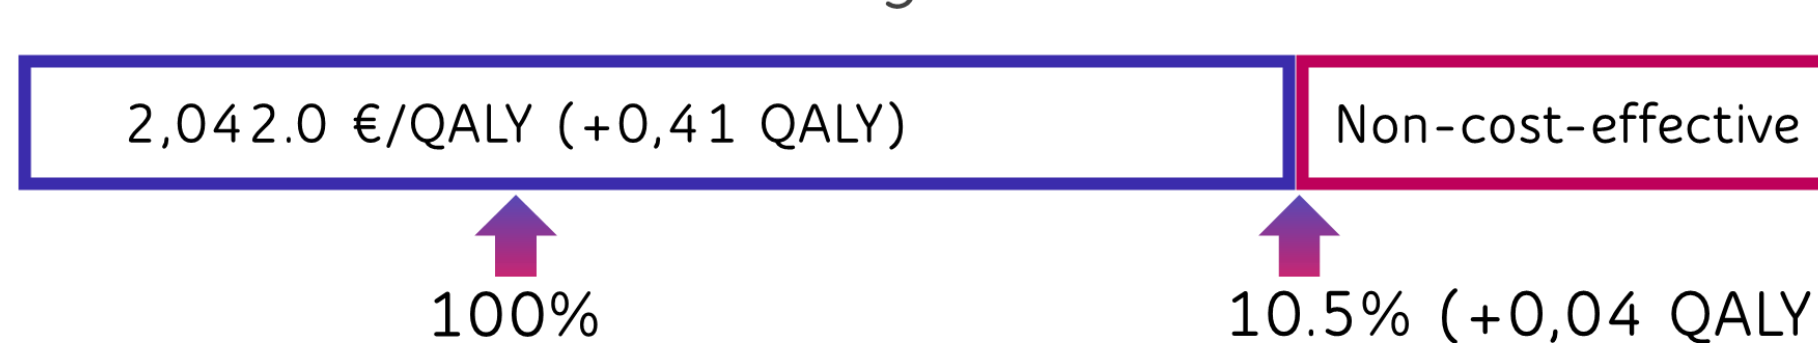 2,042.0 €/QALY (+0,41 QALY)
Non-cost-effective
100%
10.5% (+0,04 QALY